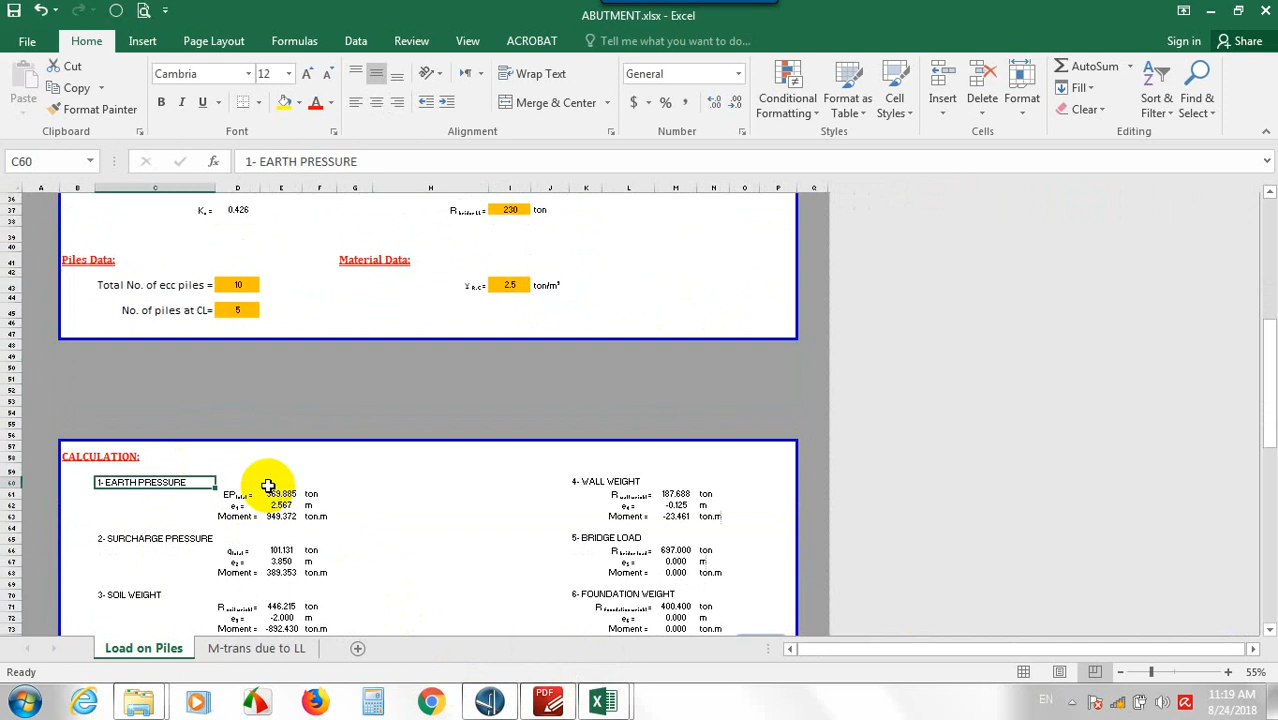 ABUTMENT.xlsx - Excel
File Home Insert Page Layout Formulas Data Review View ACROBAT Tell me what you want to do... Sign in Share
Cut Cambria 12 Wrap Text General AutoSum
Paste Copy Format Painter B I U Merge & Center $ % Conditional Formatting Format as Table Cell Styles Insert Delete Format Fill Clear Sort & Filter Find & Select
Clipboard Font Alignment Number Styles Cells Editing
C60 fx 1- EARTH PRESSURE
A B C D E F G H I J K L M N O P Q
0.426 230 ton
Piles Data: Material Data:
Total No. of ecc piles = 10 2.5 ton/m³
No. of piles at CL= 5
CALCULATION:
1- EARTH PRESSURE 4- WALL WEIGHT
ton 187.688 ton
2.567 m -0.125 m
Moment = 949.372 ton.m Moment = -23.461 ton.m
2- SURCHARGE PRESSURE 5- BRIDGE LOAD
101.131 ton 697.000 ton
3.850 m 0.000 m
Moment = 389.353 ton.m Moment = 0.000 ton.m
3- SOIL WEIGHT 6- FOUNDATION WEIGHT
446.215 ton 400.400 ton
-2.000 m 0.000 m
Moment = -892.430 ton.m Moment = 0.000 ton.m
Load on Piles M-trans due to LL
Ready 55%
EN 11:19 AM
8/24/2018